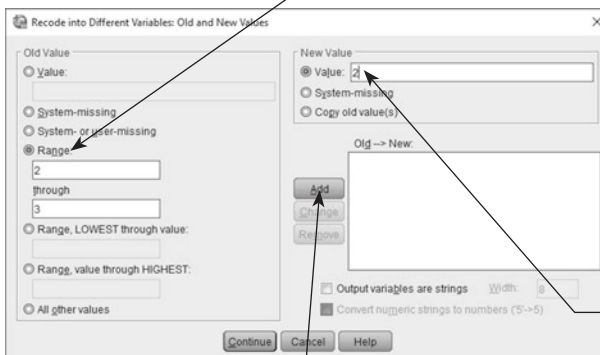 Recode into Different Variables: Old and New Values
Old Value
Value:
System-missing
System- or user-missing
Range:
2
through
3
Range, LOWEST through value:
Range, value through HIGHEST:
All other values
New Value
Value: 2
System-missing
Copy old value(s)
Old --> New:
Add
Change
Remove
Output variables are strings Width: 8
Convert numeric strings to numbers ('5'->5)
Continue Cancel Help